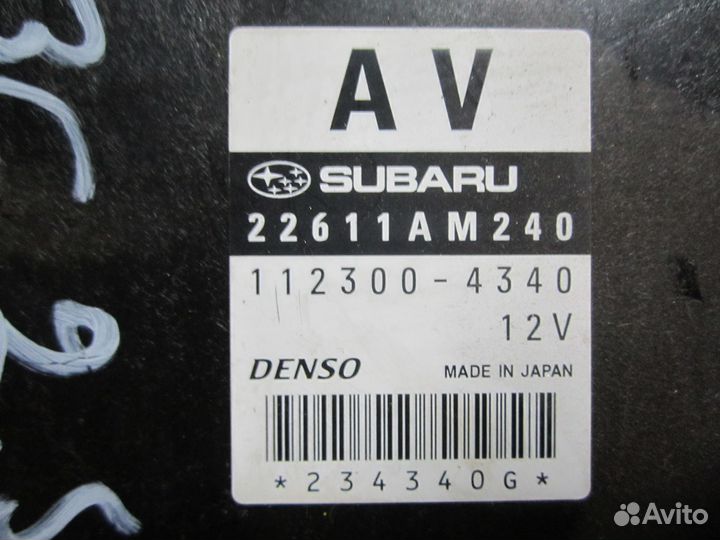 AV
SUBARU
22611AM240
112300-4340
12V
DENSO MADE IN JAPAN
*234340G*
Avito